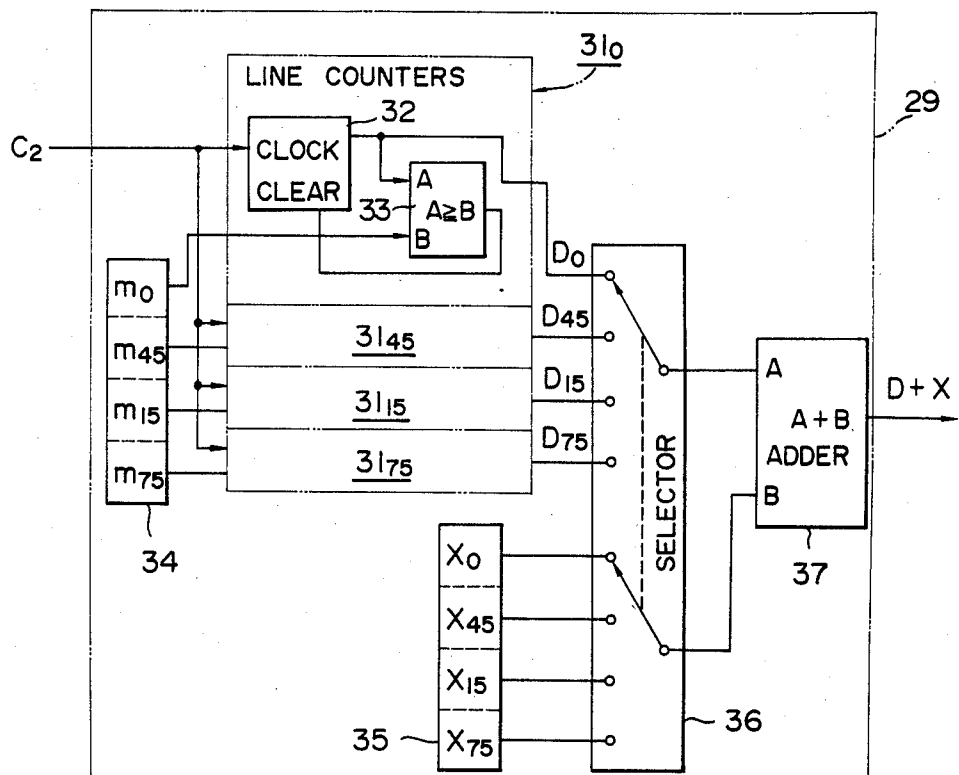 31₀
LINE COUNTERS
29
32
C₂
CLOCK
CLEAR
A
33 A≧B
B
D₀
m₀
D₄₅
m₄₅
31₄₅
D₁₅
A
D+X
m₁₅
31₁₅
A+B
D₇₅
ADDER
m₇₅
31₇₅
B
SELECTOR
34
37
X₀
X₄₅
X₁₅
36
35
X₇₅